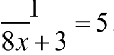 1
8x + 3 = 5